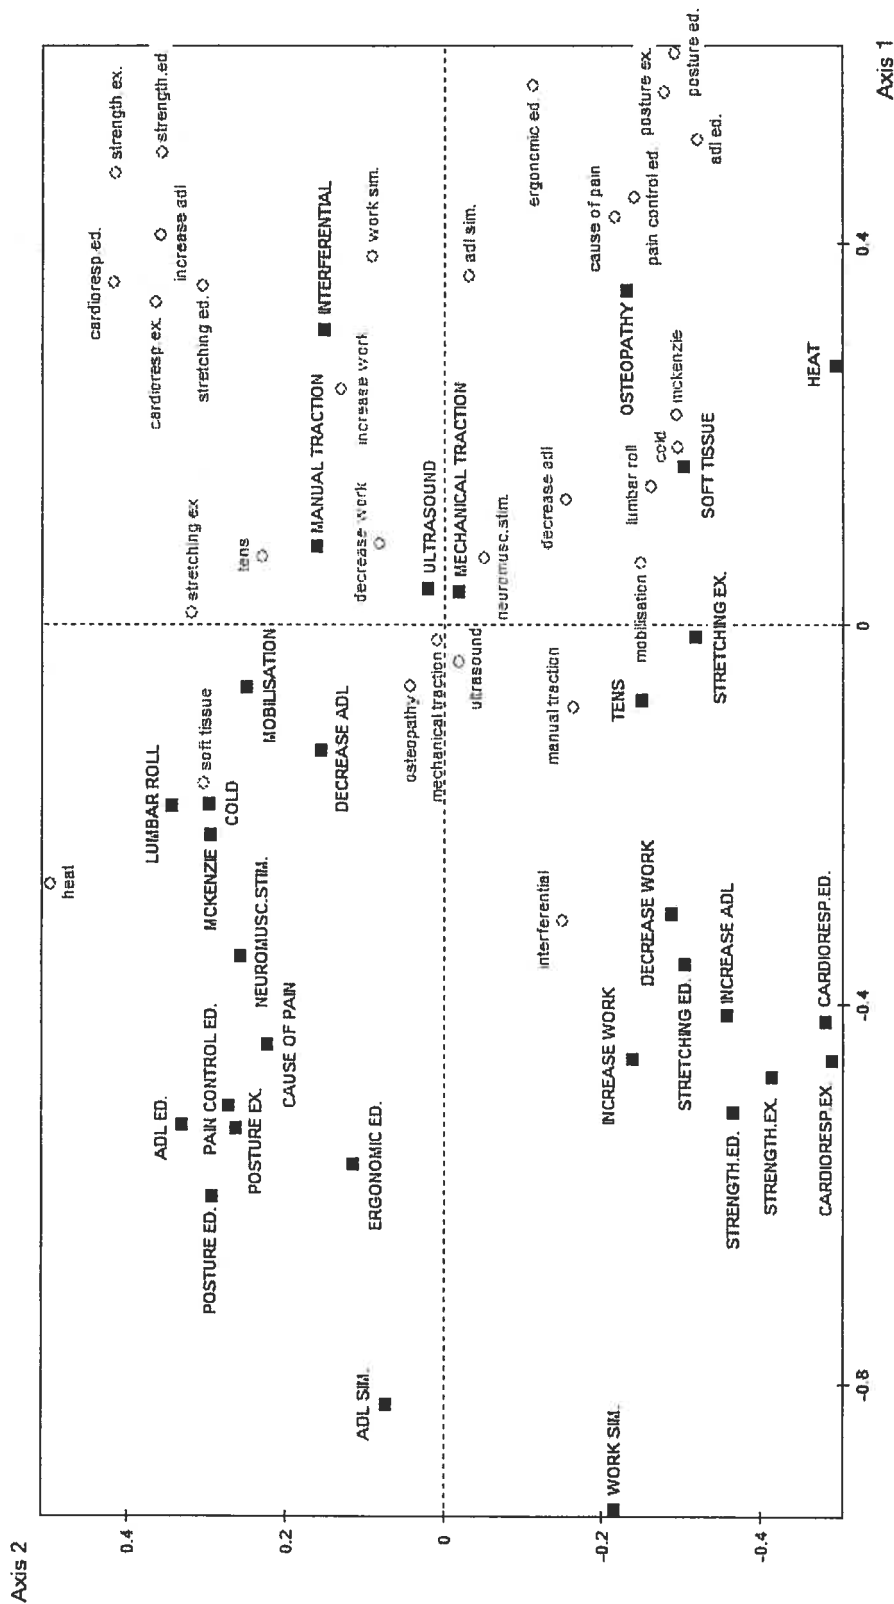 Axis 2
0.4
0.2
0
-0.2
-0.4
heat
cardioresp.ed.
strength.ex.
stretching ex
cardioresp.ex.
increase adl
strength.ed.
LUMBAR ROLL
soft tissue
stretching ed.
tens
ADL ED.
MCKENZIE
COLD
POSTURE ED.
PAIN CONTROL ED.
NEUROMUSC.STIM.
MOBILISATION
POSTURE EX.
CAUSE OF PAIN
DECREASE ADL
MANUAL TRACTION
INTERFERENTIAL
ERGONOMIC ED.
decrease work
increase work
work sim.
ADL SIM.
osteopathy
ULTRASOUND
mechanical traction
MECHANICAL TRACTION
ultrasound
neuromusc.stim.
adl sim.
ergonomic ed.
interferential
manual traction
decrease adl
cause of pain
WORK SIM.
INCREASE WORK
TENS
mobilisation
lumbar roll
OSTEOPATHY
pain control ed.
posture ex.
DECREASE WORK
cold
mckenzie
posture ed.
STRETCHING ED.
STRETCHING EX.
SOFT TISSUE
adl ed.
INCREASE ADL
STRENGTH.ED.
STRENGTH.EX.
CARDIORESP.ED.
CARDIORESP.EX.
HEAT
-0.8
-0.4
0
0.4
Axis 1